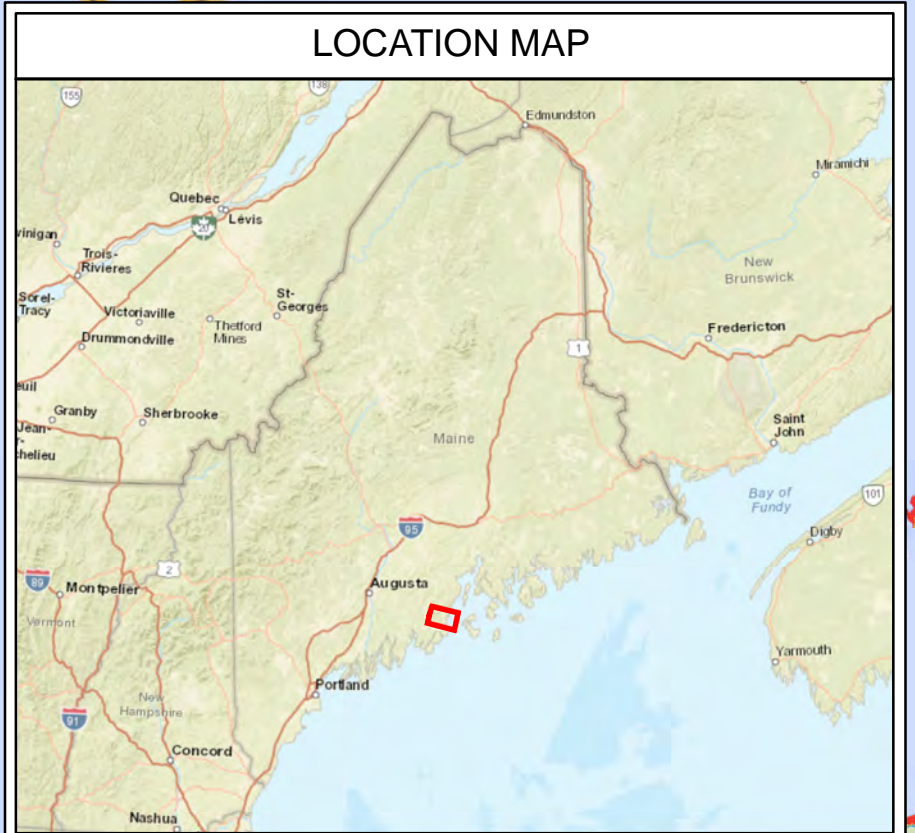 LOCATION MAP
155
138
Edmundston
Miramichi
Quebec
Lévis
20
vinigan
Trois-
Rivieres
New
Brunswick
Sorel-
Tracy
St-
Georges
Victoriaville
Thetford
Mines
Fredericton
Drummondville
1
euil
Granby
Sherbrooke
Jean-
r-
chelieu
Maine
Saint
John
Bay of
Fundy
101
95
Digby
2
89
Montpelier
Augusta
Vermont
Yarmouth
Portland
New
Hampshire
91
Concord
Nashua